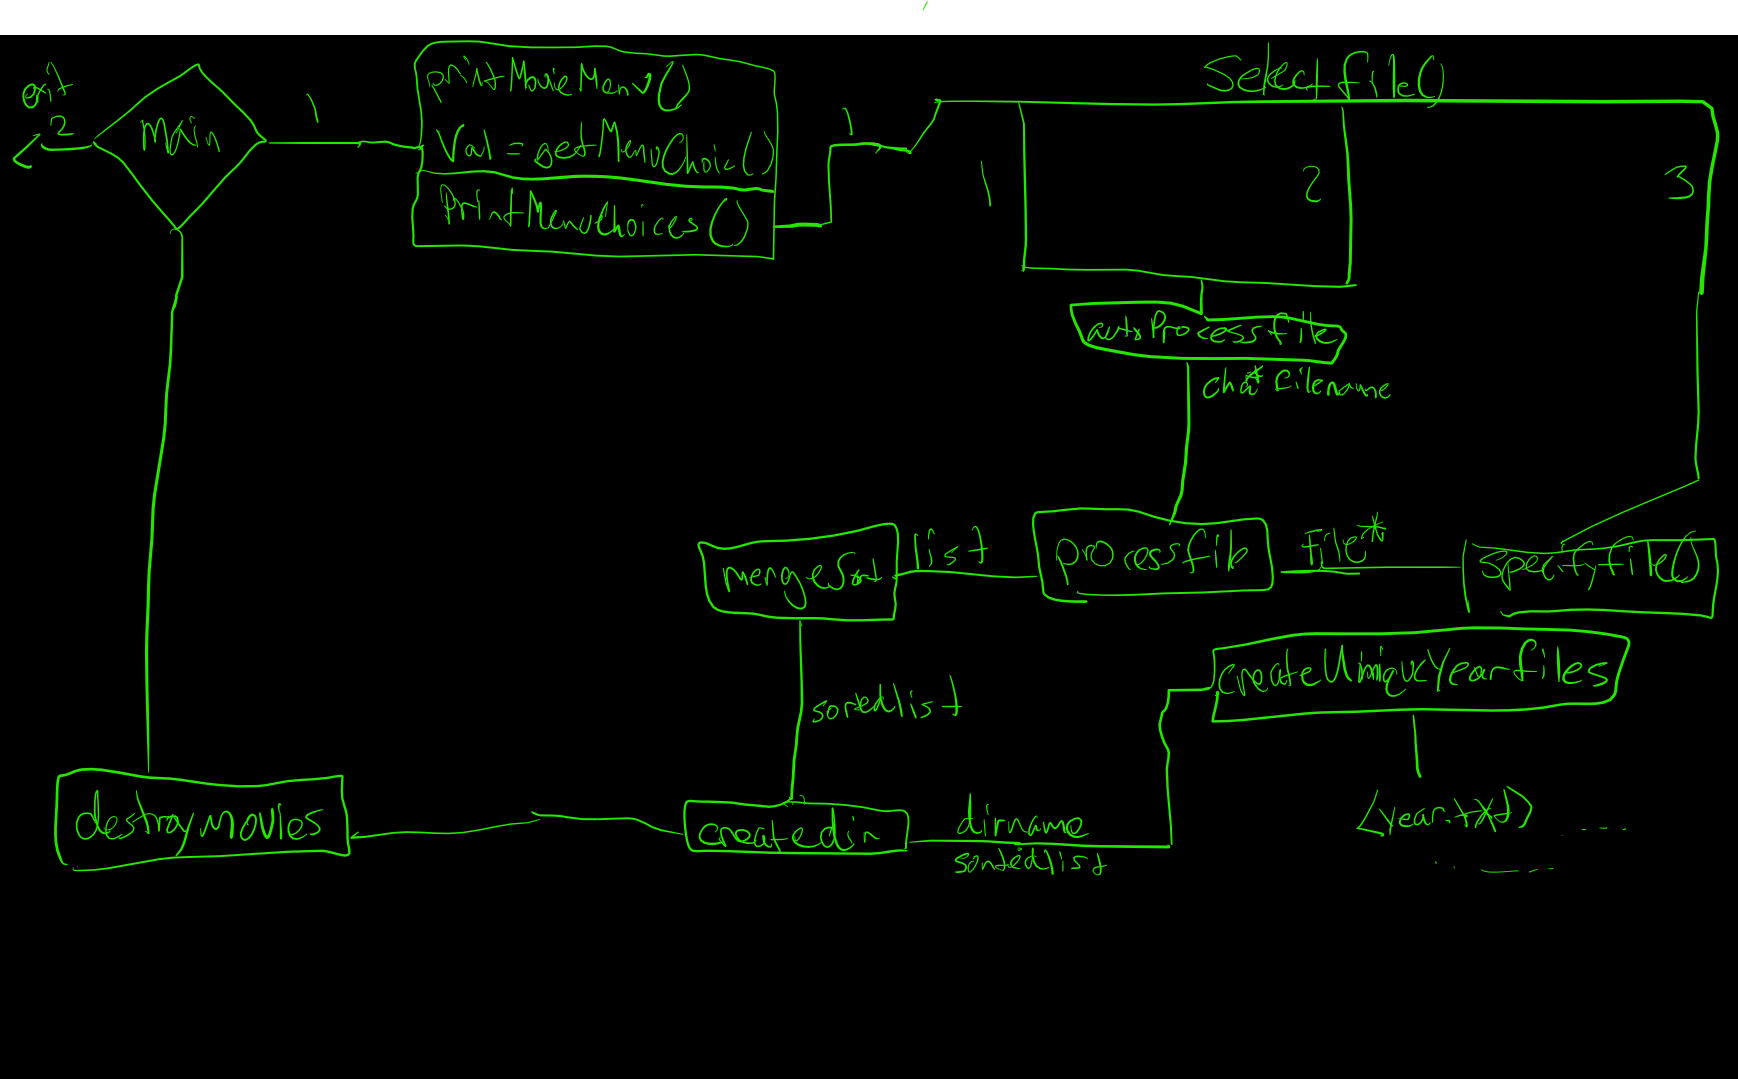 exit
2
main
1
printMovieMenu()
Val = getMenuChoic()
PrintMenuChoices()
1
Selectfile()
1
2
3
autoProcessfile
char* filename
mergeSort
list
processfile
file*
specifyfile()
createUniqueYearfiles
sortedlist
<year.txt>
destroymovies
createdir
dirname
sortedlist